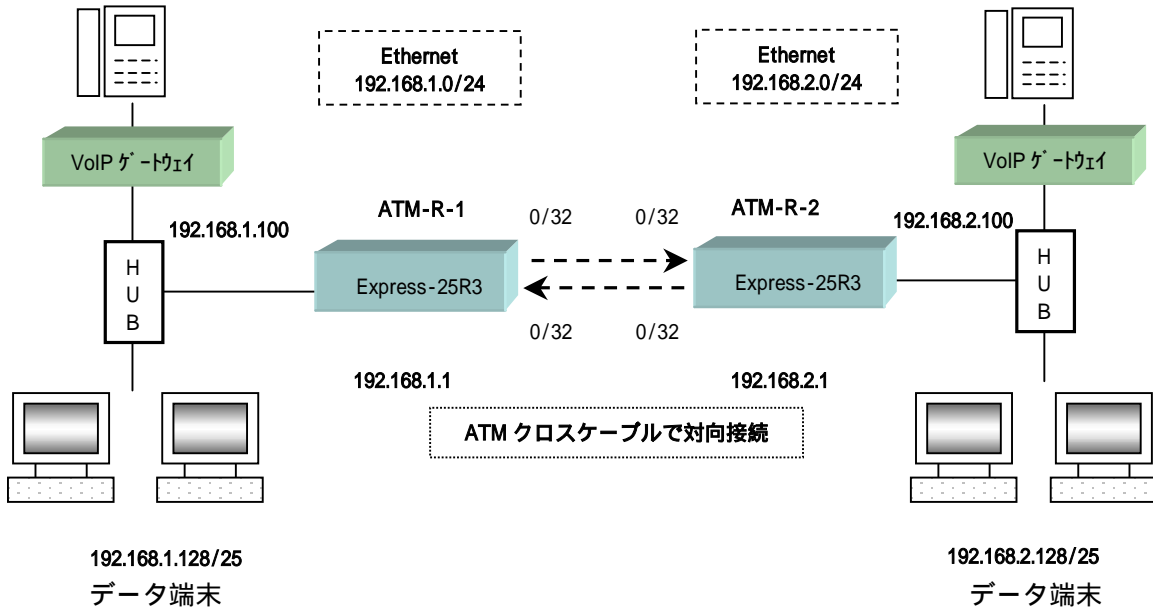 Ethernet
192.168.1.0/24
Ethernet
192.168.2.0/24
VoIP ゲートウェイ
VoIP ゲートウェイ
192.168.1.100
ATM-R-1
0/32
0/32
ATM-R-2
192.168.2.100
H
U
B
Express-25R3
Express-25R3
H
U
B
0/32
0/32
192.168.1.1
192.168.2.1
ATM クロスケーブルで対向接続
192.168.1.128/25
データ端末
192.168.2.128/25
データ端末